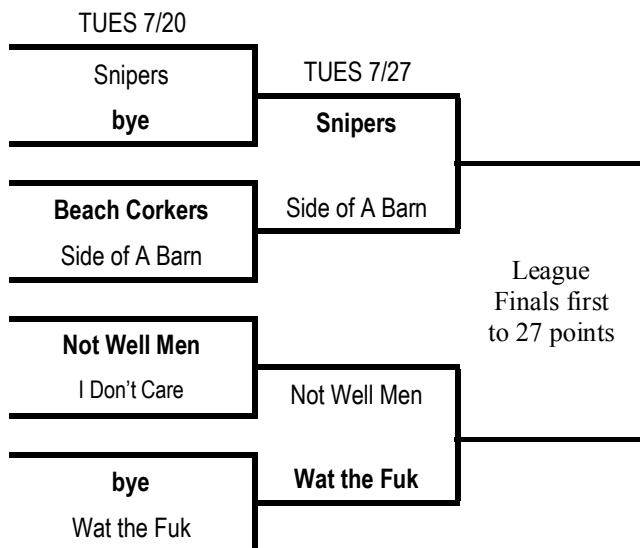 TUES 7/20
Snipers
bye
Beach Corkers
Side of A Barn
Not Well Men
I Don't Care
bye
Wat the Fuk
TUES 7/27
Snipers
Side of A Barn
Not Well Men
Wat the Fuk
League
Finals first
to 27 points